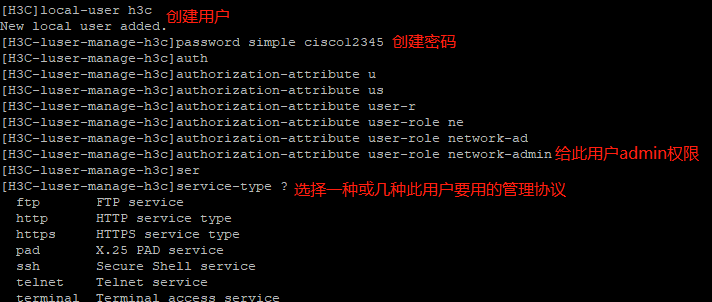 [H3C]local-user h3c 创建用户
New local user added.
[H3C-luser-manage-h3c]password simple cisco12345 创建密码
[H3C-luser-manage-h3c]auth
[H3C-luser-manage-h3c]authorization-attribute u
[H3C-luser-manage-h3c]authorization-attribute us
[H3C-luser-manage-h3c]authorization-attribute user-r
[H3C-luser-manage-h3c]authorization-attribute user-role ne
[H3C-luser-manage-h3c]authorization-attribute user-role network-ad
[H3C-luser-manage-h3c]authorization-attribute user-role network-admin 给此用户admin权限
[H3C-luser-manage-h3c]ser
[H3C-luser-manage-h3c]service-type ? 选择一种或几种此用户要用的管理协议
ftp FTP service
http HTTP service type
https HTTPS service type
pad X.25 PAD service
ssh Secure Shell service
telnet Telnet service
terminal Terminal access service